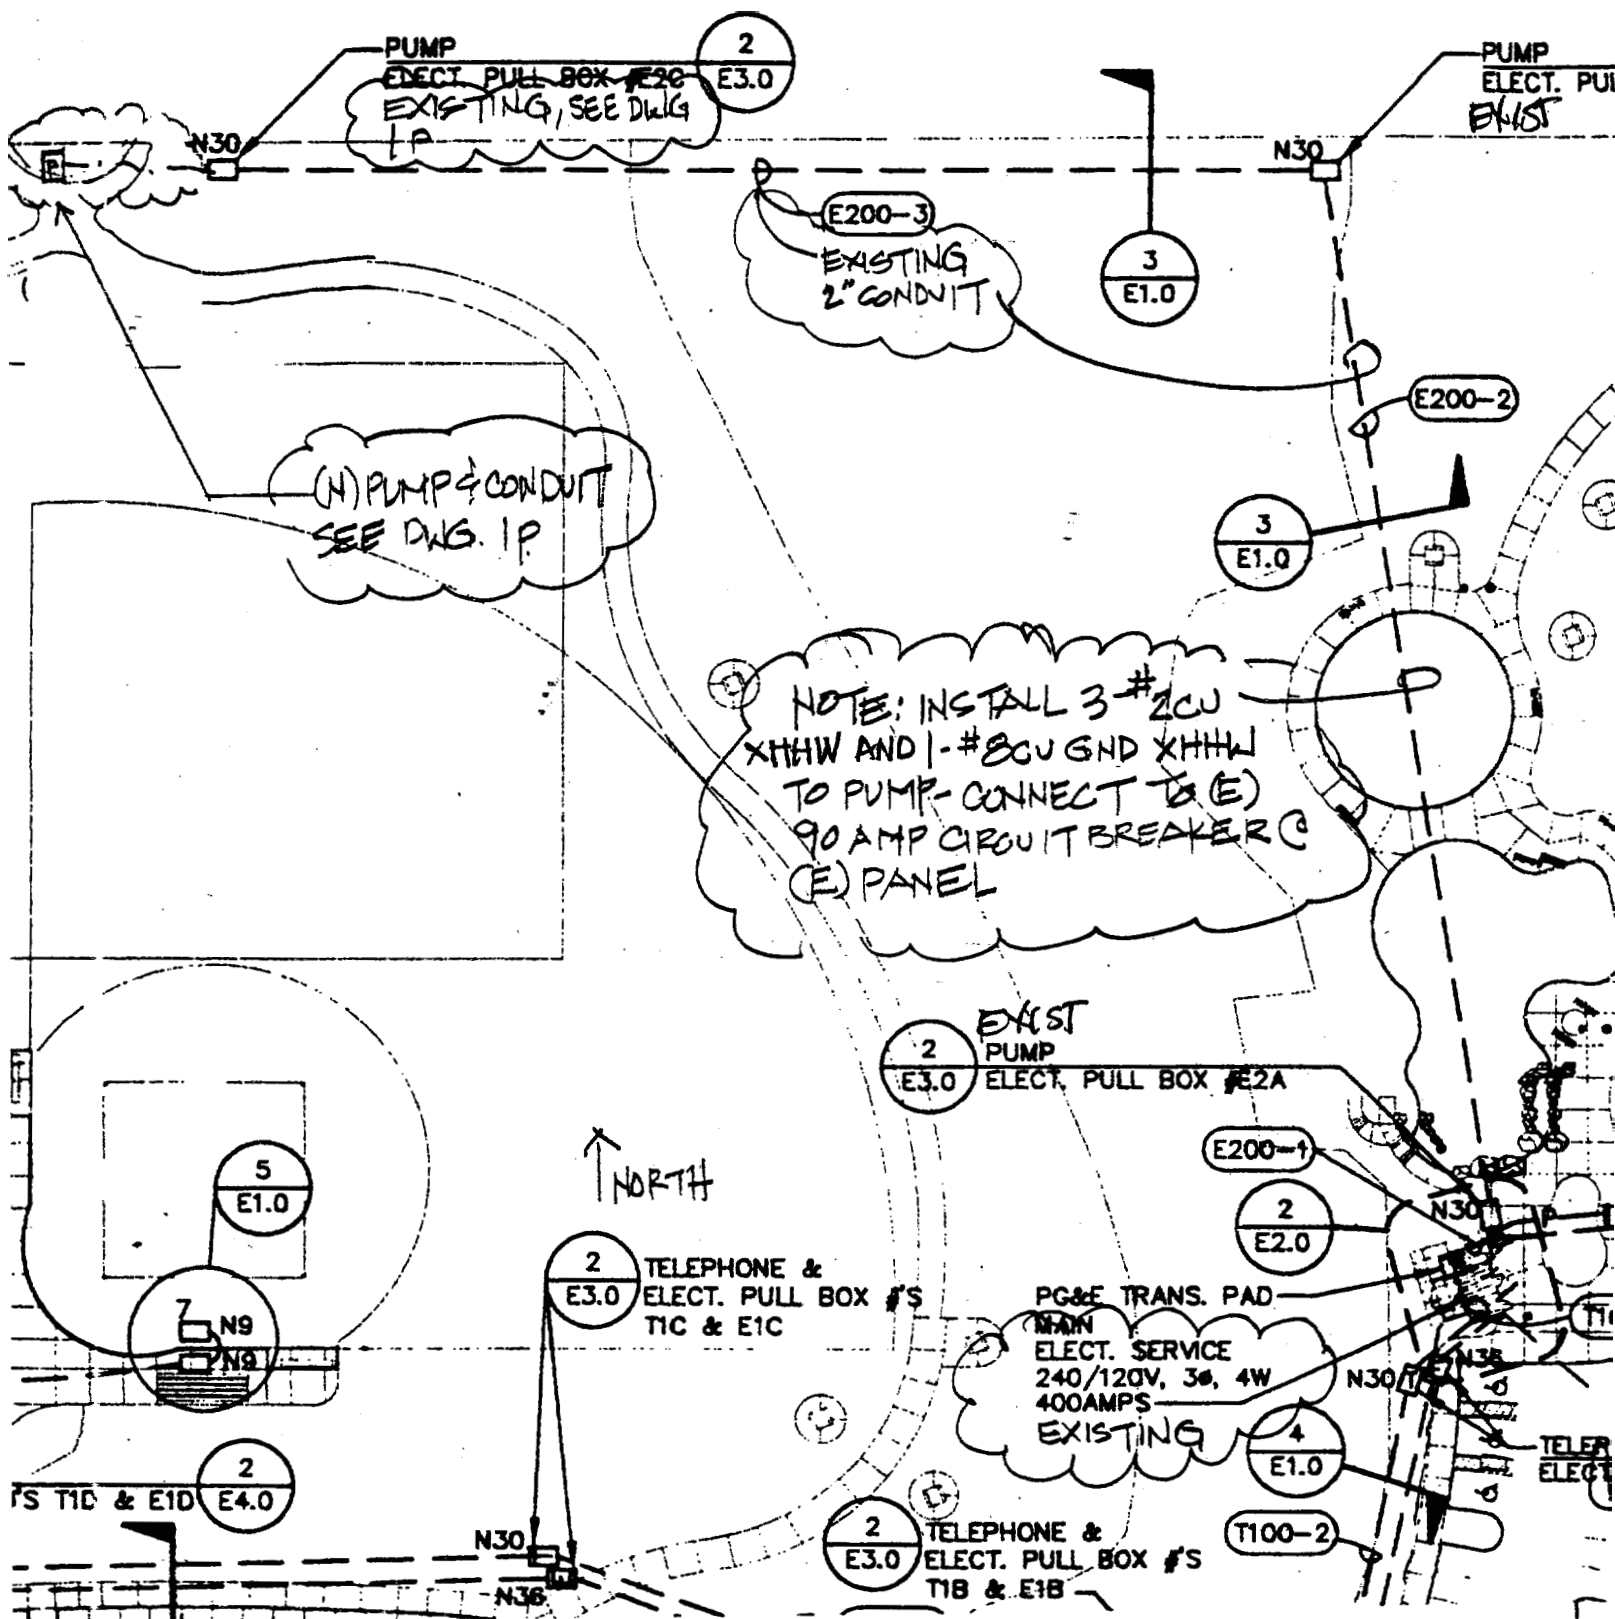 PUMP
ELECT. PULL BOX #E2C
EXISTING, SEE DWG
1P
2
E3.0
PUMP
ELECT. PUL
EXIST
N30
N30
P
E200-3
EXISTING
2" CONDUIT
3
E1.0
E200-2
(N) PUMP & CONDUIT
SEE DWG. 1P
3
E1.0
NOTE: INSTALL 3-#2CU
XHHW AND 1-#8CU GND XHHW
TO PUMP- CONNECT TO (E)
90 AMP CIRCUIT BREAKER @
(E) PANEL
EXIST
2
E3.0
PUMP
ELECT. PULL BOX #E2A
E200-1
NORTH
5
E1.0
N30
P
2
E2.0
2
E3.0
TELEPHONE &
ELECT. PULL BOX #'S
T1C & E1C
PG&E TRANS. PAD
MAIN
ELECT. SERVICE
240/120V, 3ø, 4W
400AMPS
EXISTING
7
N9
N9
N30
T
N36
4
E1.0
TELEP
ELECT
2
E4.0
'S T1D & E1D
N30
N36
2
E3.0
TELEPHONE &
ELECT. PULL BOX #'S
T1B & E1B
T100-2